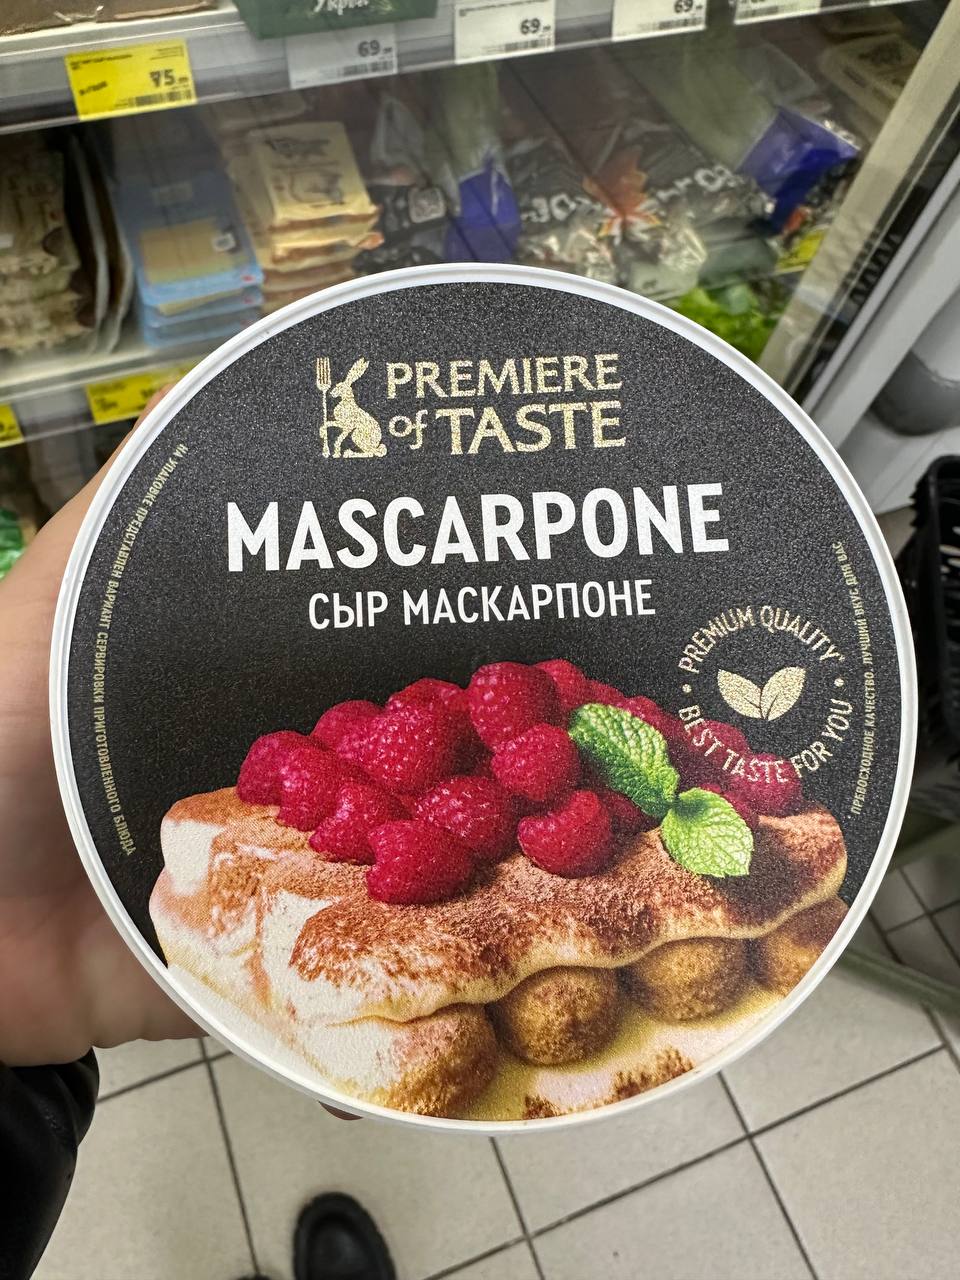 69
69
69
75
PREMIERE
of TASTE
MASCARPONE
СЫР МАСКАРПОНЕ
• PREMIUM QUALITY* •
BEST TASTE FOR YOU
НА УПАКОВКЕ ПРЕДСТАВЛЕН ВАРИАНТ СЕРВИРОВКИ ПРИГОТОВЛЕННОГО БЛЮДА
*ПРЕВОСХОДНОЕ КАЧЕСТВО. ЛУЧШИЙ ВКУС ДЛЯ ВАС